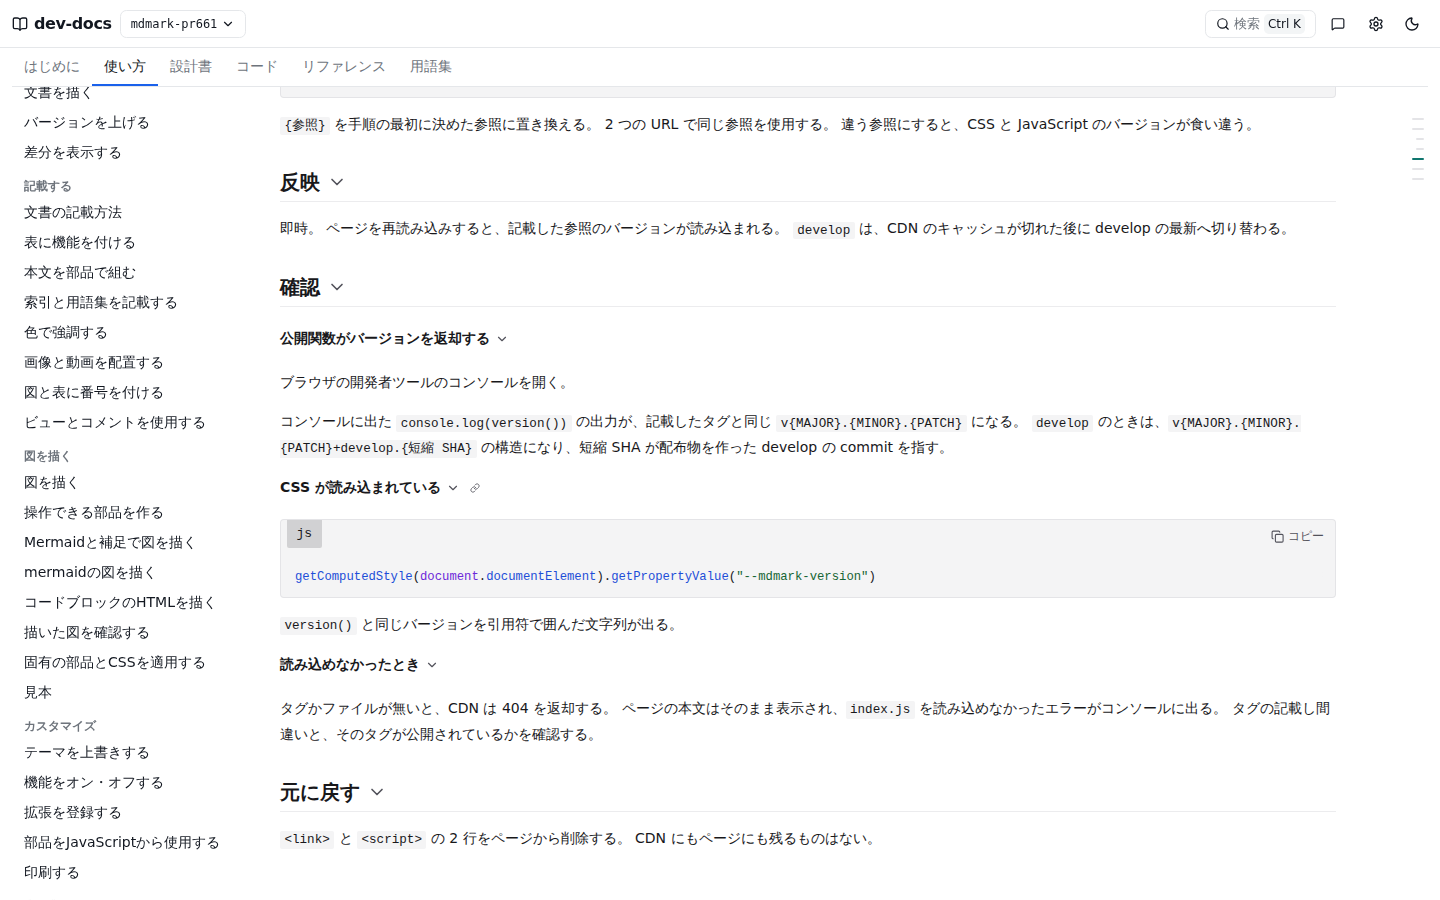 dev-docs
mdmark-pr661
検索 Ctrl K
はじめに 使い方 設計書 コード リファレンス 用語集
文書を描く
バージョンを上げる
差分を表示する
記載する
文書の記載方法
表に機能を付ける
本文を部品で組む
索引と用語集を記載する
色で強調する
画像と動画を配置する
図と表に番号を付ける
ビューとコメントを使用する
図を描く
図を描く
操作できる部品を作る
Mermaidと補足で図を描く
mermaidの図を描く
コードブロックのHTMLを描く
描いた図を確認する
固有の部品とCSSを適用する
見本
カスタマイズ
テーマを上書きする
機能をオン・オフする
拡張を登録する
部品をJavaScriptから使用する
印刷する
{参照} を手順の最初に決めた参照に置き換える。 2 つの URL で同じ参照を使用する。 違う参照にすると、CSS と JavaScript のバージョンが食い違う。
反映
即時。 ページを再読み込みすると、記載した参照のバージョンが読み込まれる。 develop は、CDN のキャッシュが切れた後に develop の最新へ切り替わる。
確認
公開関数がバージョンを返却する
ブラウザの開発者ツールのコンソールを開く。
コンソールに出た console.log(version()) の出力が、記載したタグと同じ v{MAJOR}.{MINOR}.{PATCH} になる。 develop のときは、v{MAJOR}.{MINOR}.
{PATCH}+develop.{短縮 SHA} の構造になり、短縮 SHA が配布物を作った develop の commit を指す。
CSS が読み込まれている
js
コピー
getComputedStyle(document.documentElement).getPropertyValue("--mdmark-version")
version() と同じバージョンを引用符で囲んだ文字列が出る。
読み込めなかったとき
タグかファイルが無いと、CDN は 404 を返却する。 ページの本文はそのまま表示され、index.js を読み込めなかったエラーがコンソールに出る。 タグの記載し間
違いと、そのタグが公開されているかを確認する。
元に戻す
<link> と <script> の 2 行をページから削除する。 CDN にもページにも残るものはない。